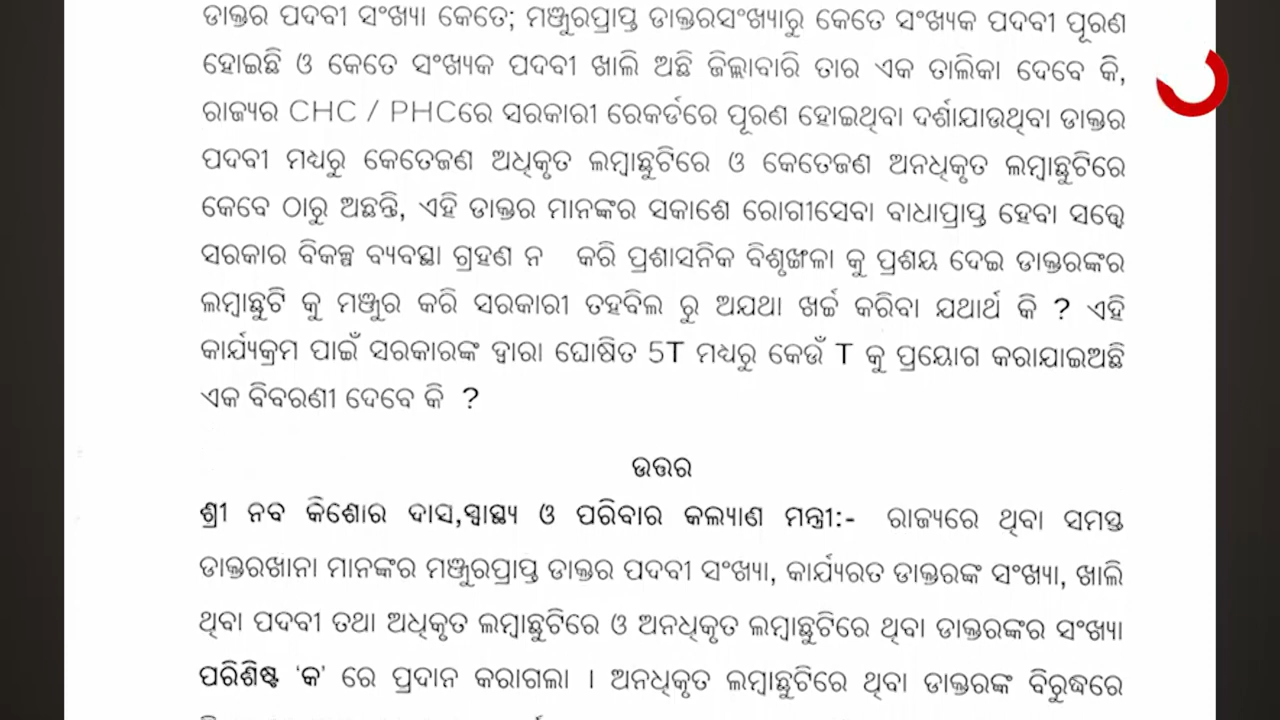 ଡାକ୍ତର ପଦବୀ ସଂଖ୍ୟା କେତେ; ମଞ୍ଜୁରପ୍ରାପ୍ତ ଡାକ୍ତରସଂଖ୍ୟାରୁ କେତେ ସଂଖ୍ୟକ ପଦବୀ ପୂରଣ
ହୋଇଛି ଓ କେତେ ସଂଖ୍ୟକ ପଦବୀ ଖାଲି ଅଛି ଜିଲ୍ଲାବାରି ତାର ଏକ ତାଲିକା ଦେବେ କି,
ରାଜ୍ୟର CHC / PHCରେ ସରକାରୀ ରେକର୍ଡରେ ପୂରଣ ହୋଇଥିବା ଦର୍ଶାଯାଉଥିବା ଡାକ୍ତର
ପଦବୀ ମଧ୍ୟରୁ କେତେଜଣ ଅଧିକୃତ ଲମ୍ବାଛୁଟିରେ ଓ କେତେଜଣ ଅନଧିକୃତ ଲମ୍ବାଛୁଟିରେ
କେବେ ଠାରୁ ଅଛନ୍ତି, ଏହି ଡାକ୍ତର ମାନଙ୍କର ସକାଶେ ରୋଗୀସେବା ବାଧାପ୍ରାପ୍ତ ହେବା ସତ୍ତ୍ୱେ
ସରକାର ବିକଳ୍ପ ବ୍ୟବସ୍ଥା ଗ୍ରହଣ ନ କରି ପ୍ରଶାସନିକ ବିଶୃଙ୍ଖଳା କୁ ପ୍ରଶୟ ଦେଇ ଡାକ୍ତରଙ୍କର
ଲମ୍ବାଛୁଟି କୁ ମଞ୍ଜୁର କରି ସରକାରୀ ତହବିଲ ରୁ ଅଯଥା ଖର୍ଚ୍ଚ କରିବା ଯଥାର୍ଥ କି ? ଏହି
କାର୍ଯ୍ୟକ୍ରମ ପାଇଁ ସରକାରଙ୍କ ଦ୍ୱାରା ଘୋଷିତ 5T ମଧ୍ୟରୁ କେଉଁ T କୁ ପ୍ରୟୋଗ କରାଯାଇଅଛି
ଏକ ବିବରଣୀ ଦେବେ କି ?
ଉତ୍ତର
ଶ୍ରୀ ନବ କିଶୋର ଦାସ,ସ୍ୱାସ୍ଥ୍ୟ ଓ ପରିବାର କଲ୍ୟାଣ ମନ୍ତ୍ରୀ:- ରାଜ୍ୟରେ ଥିବା ସମସ୍ତ
ଡାକ୍ତରଖାନା ମାନଙ୍କର ମଞ୍ଜୁରପ୍ରାପ୍ତ ଡାକ୍ତର ପଦବୀ ସଂଖ୍ୟା, କାର୍ଯ୍ୟରତ ଡାକ୍ତରଙ୍କ ସଂଖ୍ୟା, ଖାଲି
ଥିବା ପଦବୀ ତଥା ଅଧିକୃତ ଲମ୍ବାଛୁଟିରେ ଓ ଅନଧିକୃତ ଲମ୍ବାଛୁଟିରେ ଥିବା ଡାକ୍ତରଙ୍କର ସଂଖ୍ୟା
ପରିଶିଷ୍ଟ ‘କ’ ରେ ପ୍ରଦାନ କରାଗଲା । ଅନଧିକୃତ ଲମ୍ବାଛୁଟିରେ ଥିବା ଡାକ୍ତରଙ୍କ ବିରୁଦ୍ଧରେ